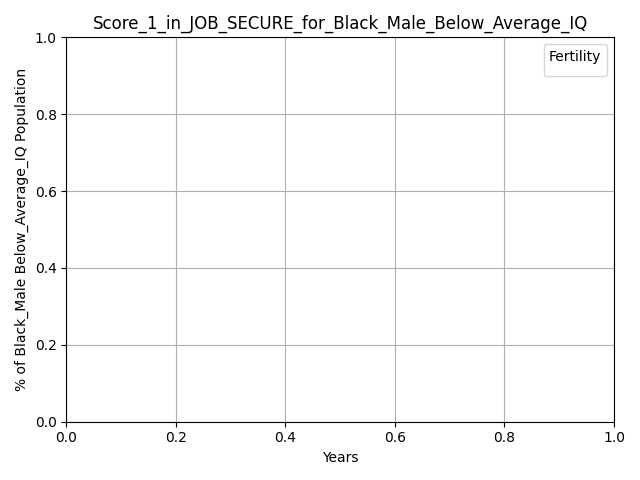 Score_1_in_JOB_SECURE_for_Black_Male_Below_Average_IQ
% of Black_Male Below_Average_IQ Population
1.0
0.8
0.6
0.4
0.2
0.0
Fertility
0.0 0.2 0.4 0.6 0.8 1.0
Years